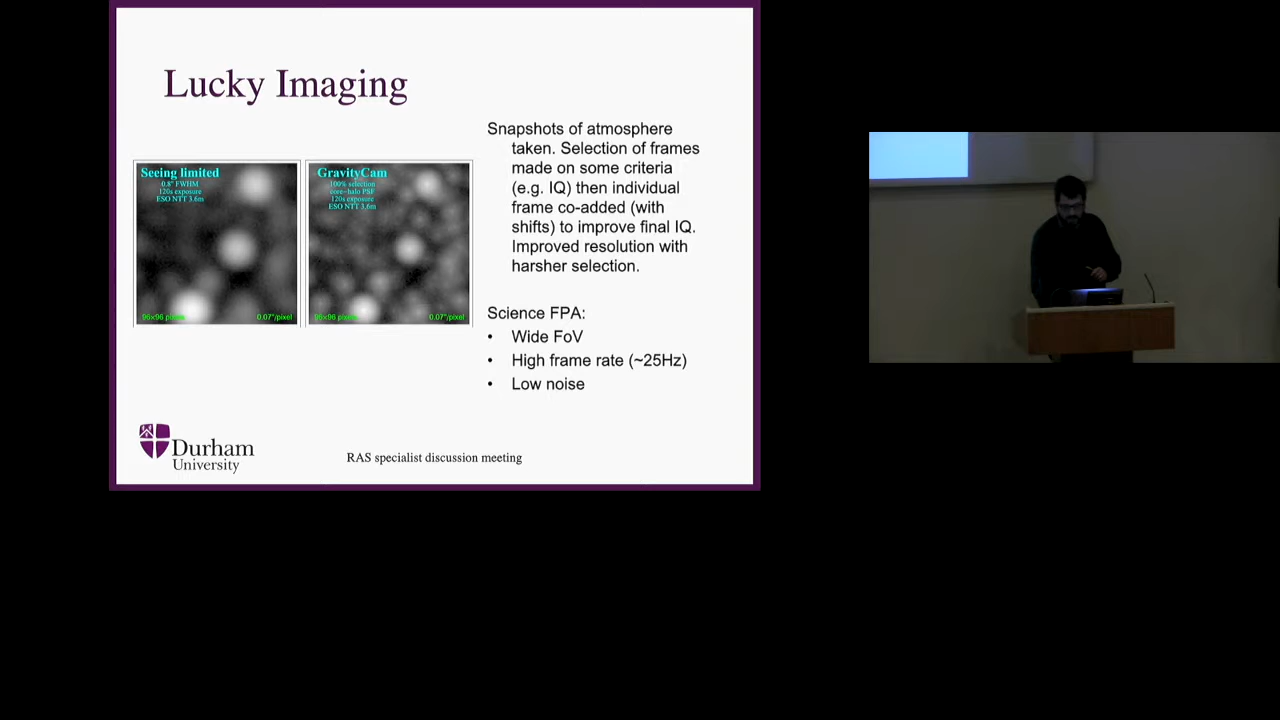 Lucky Imaging
Seeing limited
0.8" FWHM
120s exposure
ESO NTT 3.6m
96×96 pixels
0.07"/pixel
GravityCam
100% selection
core-halo PSF
120s exposure
ESO NTT 3.6m
96×96 pixels
0.07"/pixel
Snapshots of atmosphere
taken. Selection of frames
made on some criteria
(e.g. IQ) then individual
frame co-added (with
shifts) to improve final IQ.
Improved resolution with
harsher selection.
Science FPA:
• Wide FoV
• High frame rate (~25Hz)
• Low noise
Durham
University
RAS specialist discussion meeting